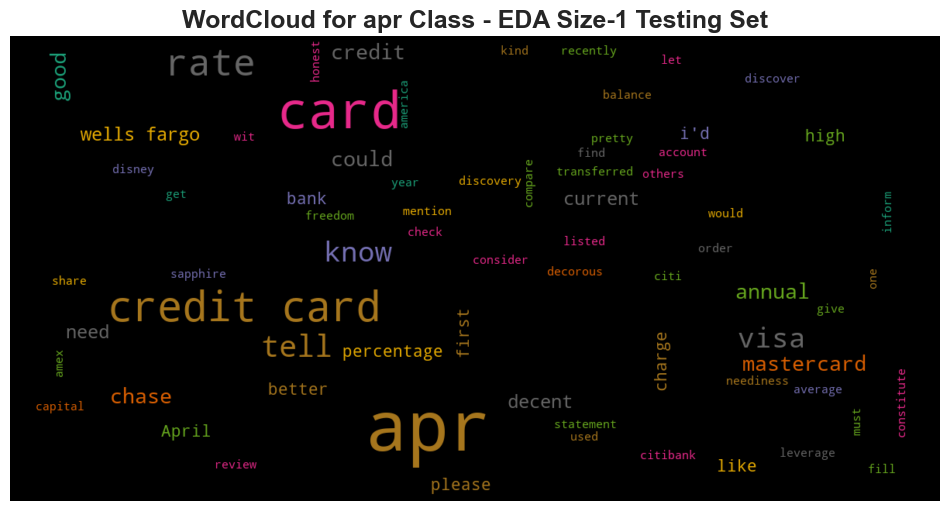 WordCloud for apr Class - EDA Size-1 Testing Set
good
rate
honest
credit
kind
recently
let
discover
card
america
balance
wells fargo
wit
pretty
i'd
high
find
account
could
disney
get
year
discovery
compare
transferred
others
bank
freedom
mention
current
would
inform
check
know
listed
order
consider
decorous
citi
share
sapphire
one
annual
give
credit card
need
first
visa
tell
percentage
charge
mastercard
amex
better
neediness
average
chase
capital
decent
constitute
apr
April
statement
used
must
review
citibank
like
leverage
fill
please